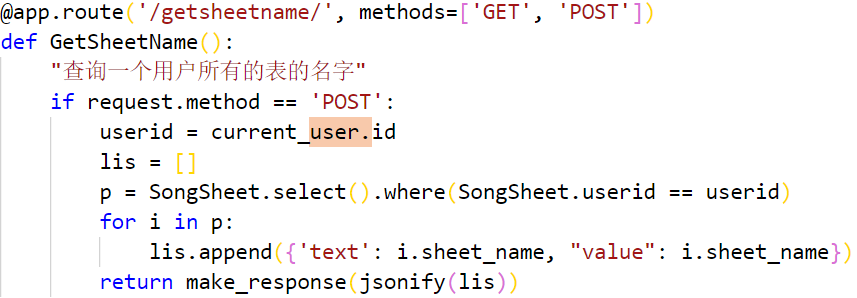 @app.route('/getsheetname/', methods=['GET', 'POST'])
def GetSheetName():
    "查询一个用户所有的表的名字"
    if request.method == 'POST':
        userid = current_user.id
        lis = []
        p = SongSheet.select().where(SongSheet.userid == userid)
        for i in p:
            lis.append({'text': i.sheet_name, "value": i.sheet_name})
        return make_response(jsonify(lis))